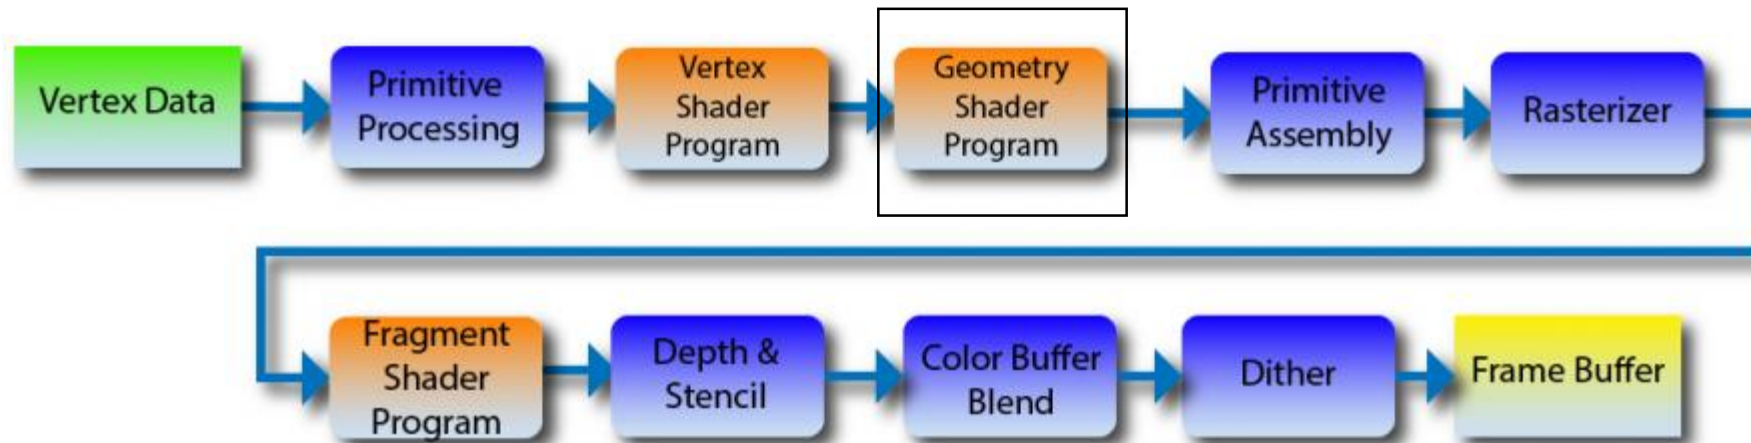 Vertex Data
Primitive
Processing
Vertex
Shader
Program
Geometry
Shader
Program
Primitive
Assembly
Rasterizer
Fragment
Shader
Program
Depth &
Stencil
Color Buffer
Blend
Dither
Frame Buffer